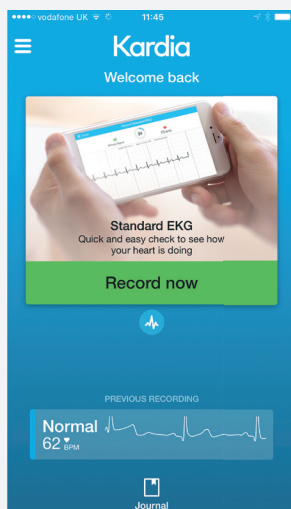 vodafone UK 11:45
Kardia
Welcome back
Standard EKG
Quick and easy check to see how
your heart is doing
Record now
PREVIOUS RECORDING
Normal
62 BPM
Journal